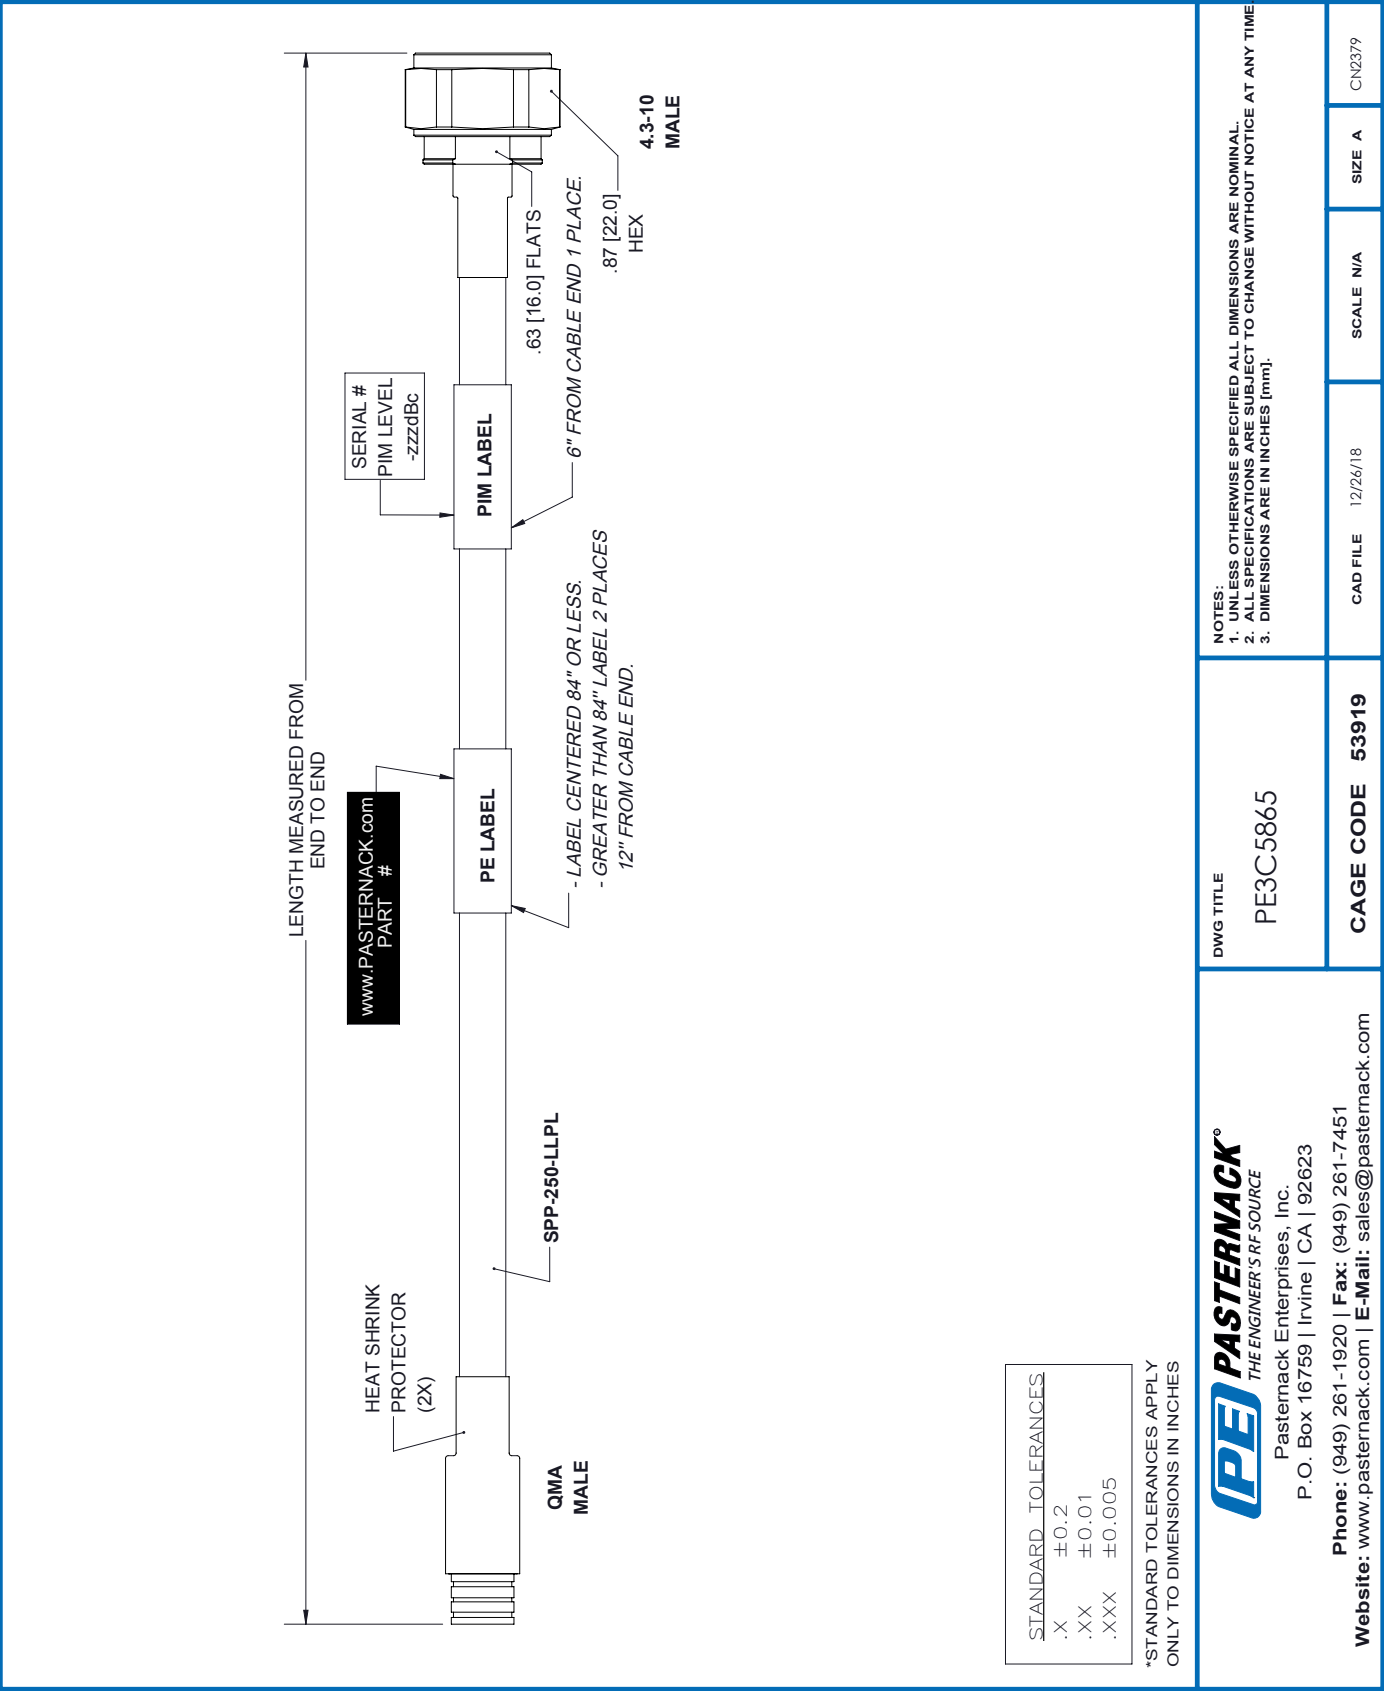 LENGTH MEASURED FROM
END TO END
www.PASTERNACK.com
PART #
SERIAL #
PIM LEVEL
-zzzdBc
HEAT SHRINK
PROTECTOR
(2X)
PE LABEL
PIM LABEL
QMA
MALE
SPP-250-LLPL
- LABEL CENTERED 84" OR LESS.
- GREATER THAN 84" LABEL 2 PLACES
12" FROM CABLE END.
6" FROM CABLE END 1 PLACE.
.63 [16.0] FLATS
.87 [22.0]
HEX
4.3-10
MALE
STANDARD TOLERANCES
.X ±0.2
.XX ±0.01
.XXX ±0.005
*STANDARD TOLERANCES APPLY
ONLY TO DIMENSIONS IN INCHES
PE PASTERNACK®
THE ENGINEER'S RF SOURCE
Pasternack Enterprises, Inc.
P.O. Box 16759 | Irvine | CA | 92623
Phone: (949) 261-1920 | Fax: (949) 261-7451
Website: www.pasternack.com | E-Mail: sales@pasternack.com
DWG TITLE
PE3C5865
CAGE CODE 53919
NOTES:
1. UNLESS OTHERWISE SPECIFIED ALL DIMENSIONS ARE NOMINAL.
2. ALL SPECIFICATIONS ARE SUBJECT TO CHANGE WITHOUT NOTICE AT ANY TIME.
3. DIMENSIONS ARE IN INCHES [mm].
CAD FILE 12/26/18
SCALE N/A
SIZE A
CN2379